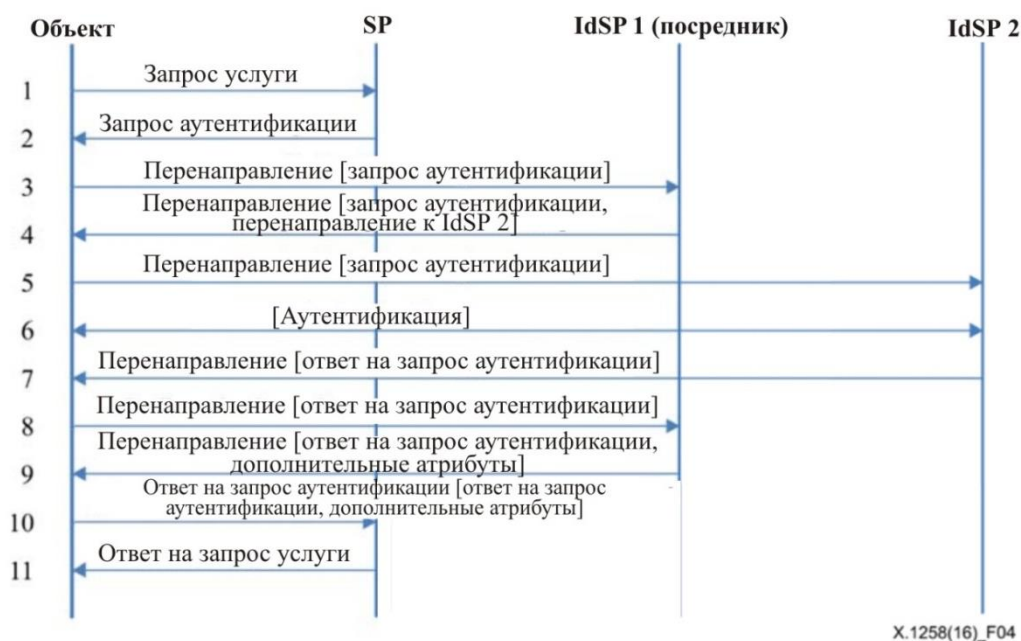 Объект SP IdSP 1 (посредник) IdSP 2
1 Запрос услуги
2 Запрос аутентификации
3 Перенаправление [запрос аутентификации]
Перенаправление [запрос аутентификации,
4 перенаправление к IdSP 2]
5 Перенаправление [запрос аутентификации]
6 [Аутентификация]
7 Перенаправление [ответ на запрос аутентификации]
8 Перенаправление [ответ на запрос аутентификации]
Перенаправление [ответ на запрос аутентификации,
9 дополнительные атрибуты]
Ответ на запрос аутентификации [ответ на запрос
10 аутентификации, дополнительные атрибуты]
11 Ответ на запрос услуги
X.1258(16)_F04